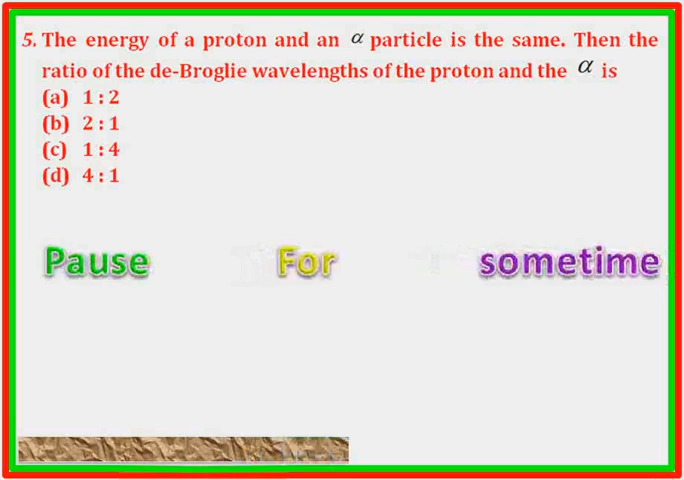 5. The energy of a proton and an α particle is the same. Then the
ratio of the de-Broglie wavelengths of the proton and the α is
(a) 1 : 2
(b) 2 : 1
(c) 1 : 4
(d) 4 : 1
Pause For sometime